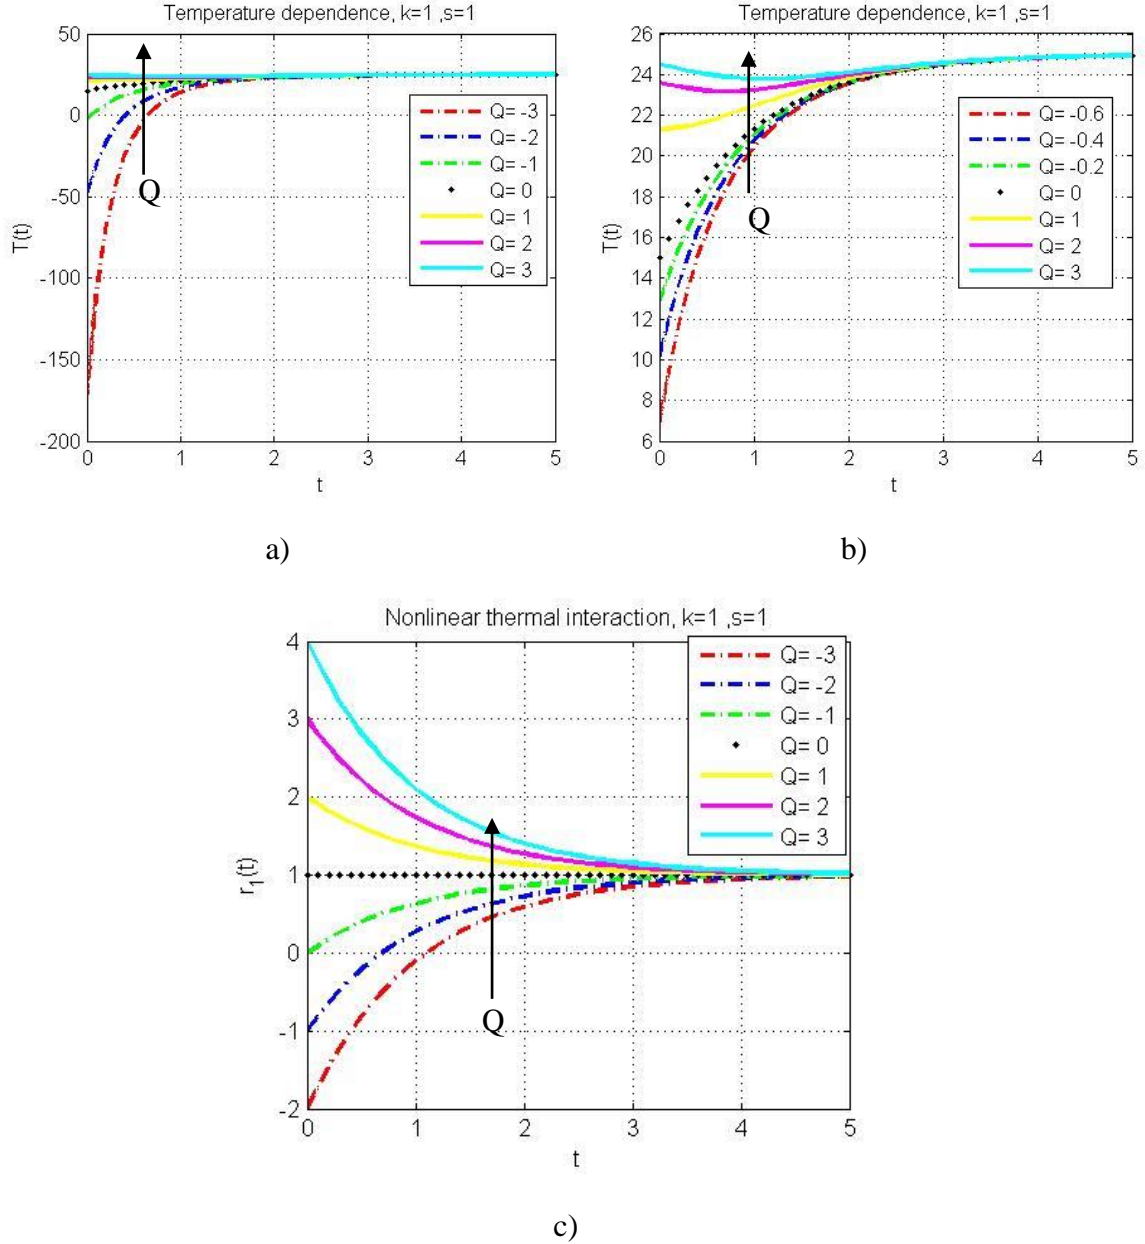 Temperature dependence, k=1 ,s=1
50
0
-50
-100
-150
-200
T(t)
0 1 2 3 4 5
t
Q
Q= -3
Q= -2
Q= -1
Q= 0
Q= 1
Q= 2
Q= 3
a)
Temperature dependence, k=1 ,s=1
26
24
22
20
18
16
14
12
10
8
6
T(t)
0 1 2 3 4 5
t
Q
Q= -0.6
Q= -0.4
Q= -0.2
Q= 0
Q= 1
Q= 2
Q= 3
b)
Nonlinear thermal interaction, k=1 ,s=1
4
3
2
1
0
-1
-2
r1(t)
0 1 2 3 4 5
t
Q
Q= -3
Q= -2
Q= -1
Q= 0
Q= 1
Q= 2
Q= 3
c)